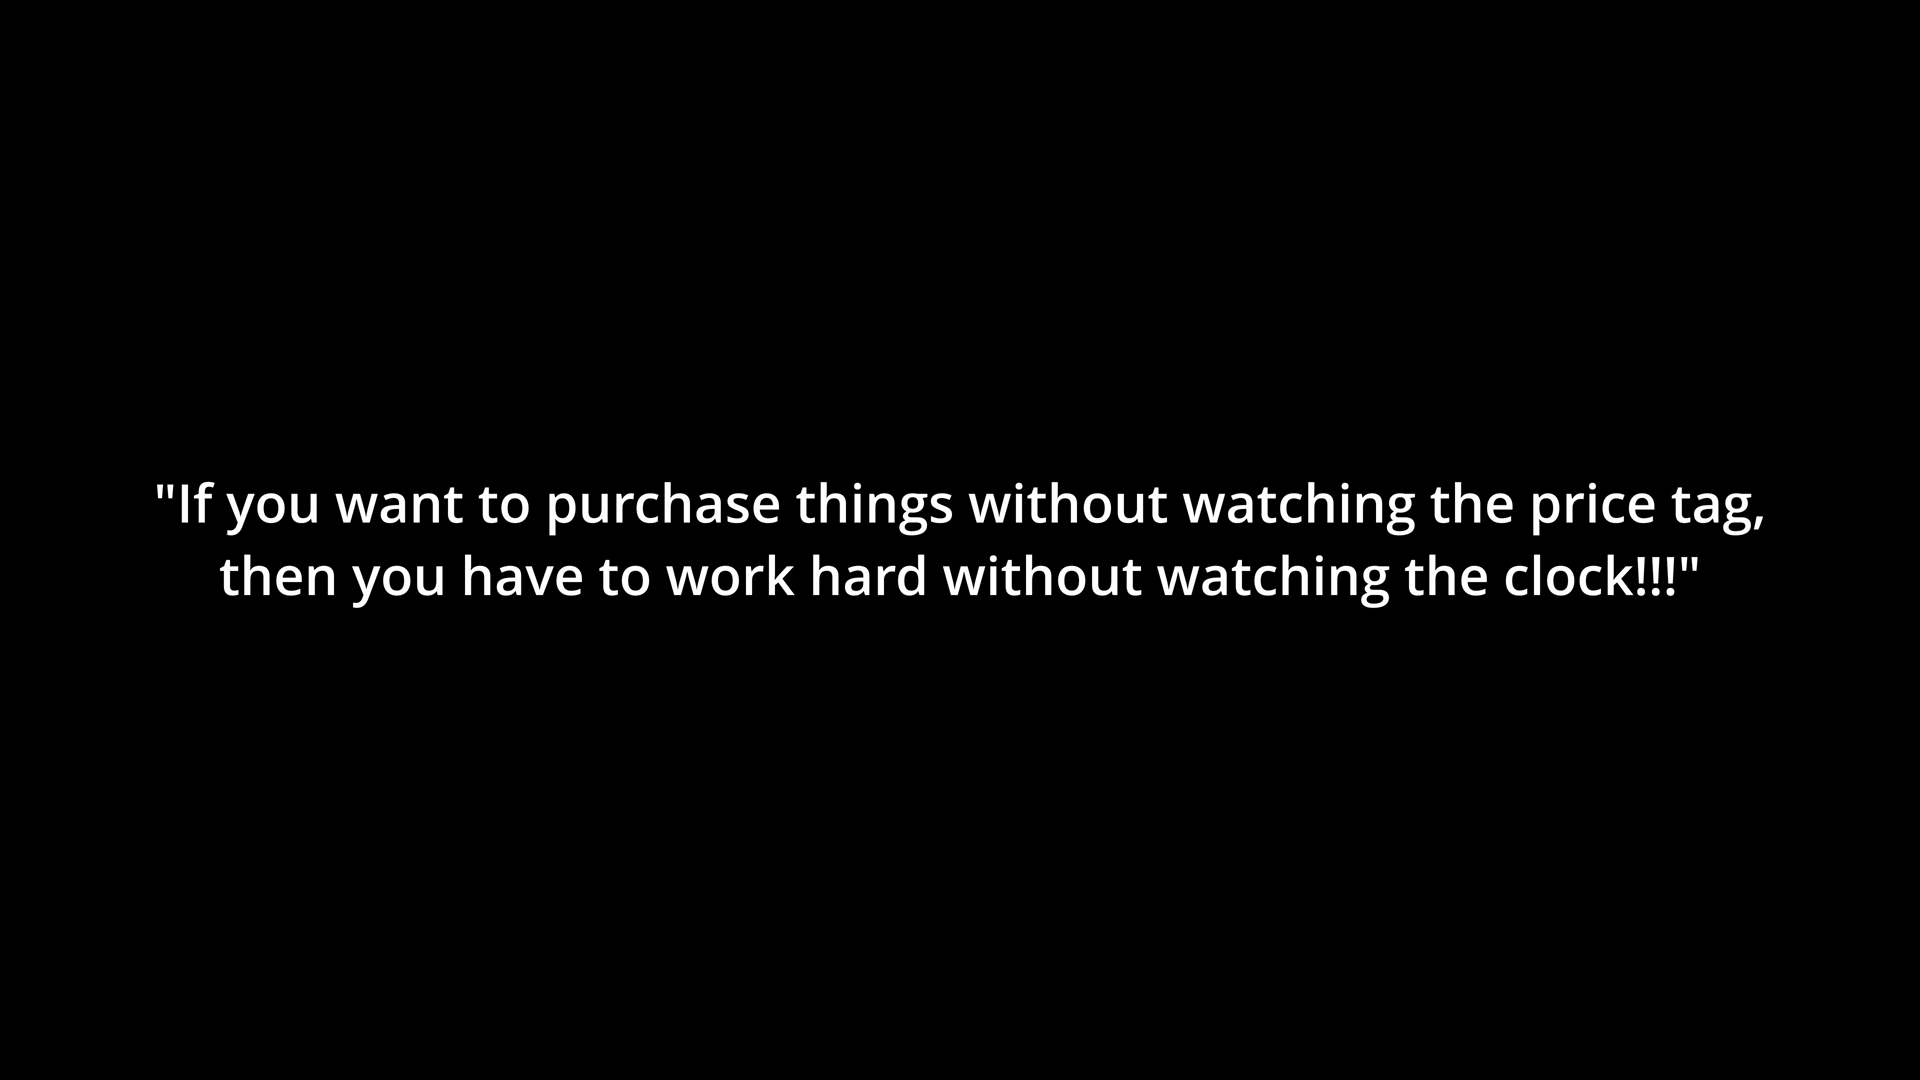 "If you want to purchase things without watching the price tag,
then you have to work hard without watching the clock!!!"